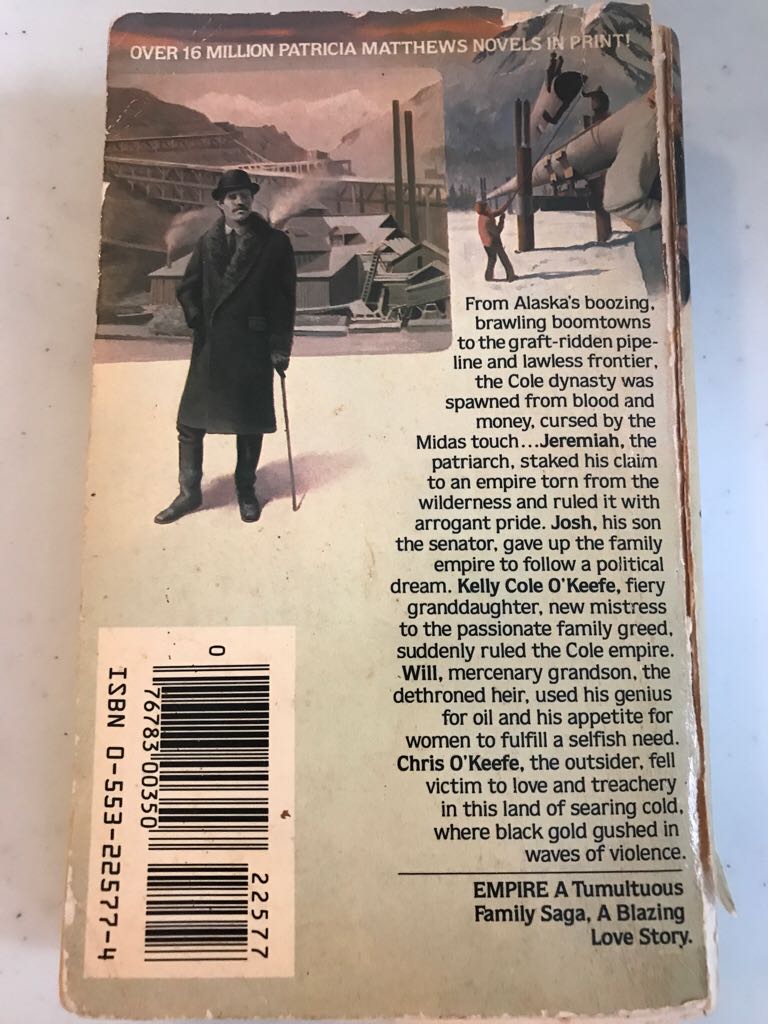 OVER 16 MILLION PATRICIA MATTHEWS NOVELS IN PRINT!
From Alaska's boozing,
brawling boomtowns
to the graft-ridden pipe-
line and lawless frontier,
the Cole dynasty was
spawned from blood and
money, cursed by the
Midas touch...Jeremiah, the
patriarch, staked his claim
to an empire torn from the
wilderness and ruled it with
arrogant pride. Josh, his son
the senator, gave up the family
empire to follow a political
dream. Kelly Cole O'Keefe, fiery
granddaughter, new mistress
to the passionate family greed,
suddenly ruled the Cole empire.
Will, mercenary grandson, the
dethroned heir, used his genius
for oil and his appetite for
women to fulfill a selfish need.
Chris O'Keefe, the outsider, fell
victim to love and treachery
in this land of searing cold,
where black gold gushed in
waves of violence.
EMPIRE A Tumultuous
Family Saga, A Blazing
Love Story.
0
76783 00350
22577
ISBN 0-553-22577-4